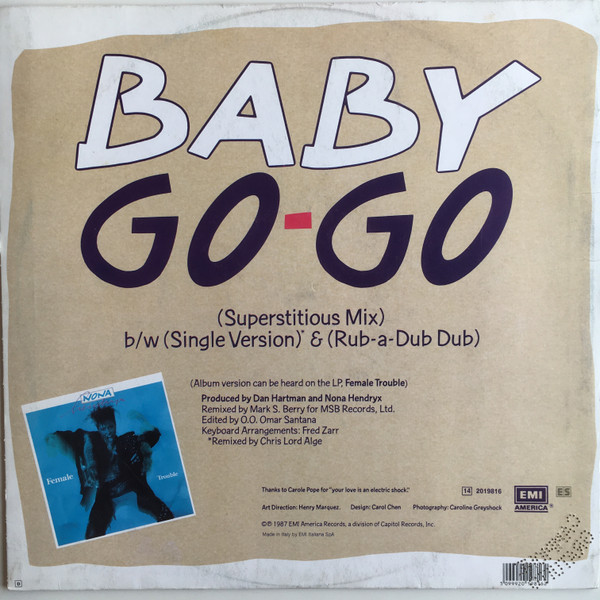 BABY
GO-GO
(Superstitious Mix)
b/w (Single Version)* & (Rub-a-Dub Dub)
(Album version can be heard on the LP, Female Trouble)
Produced by Dan Hartman and Nona Hendryx
Remixed by Mark S. Berry for MSB Records, Ltd.
Edited by O.O. Omar Santana
Keyboard Arrangements: Fred Zarr
*Remixed by Chris Lord Alge
NONA
Female Trouble
Thanks to Carole Pope for "your love is an electric shock."
14 2019816
EMI
AMERICA®
ES
Art Direction: Henry Marquez. Design: Carol Chen Photography: Caroline Greyshock
©℗ 1987 EMI America Records, a division of Capitol Records, Inc.
Made in Italy by EMI Italiana SpA